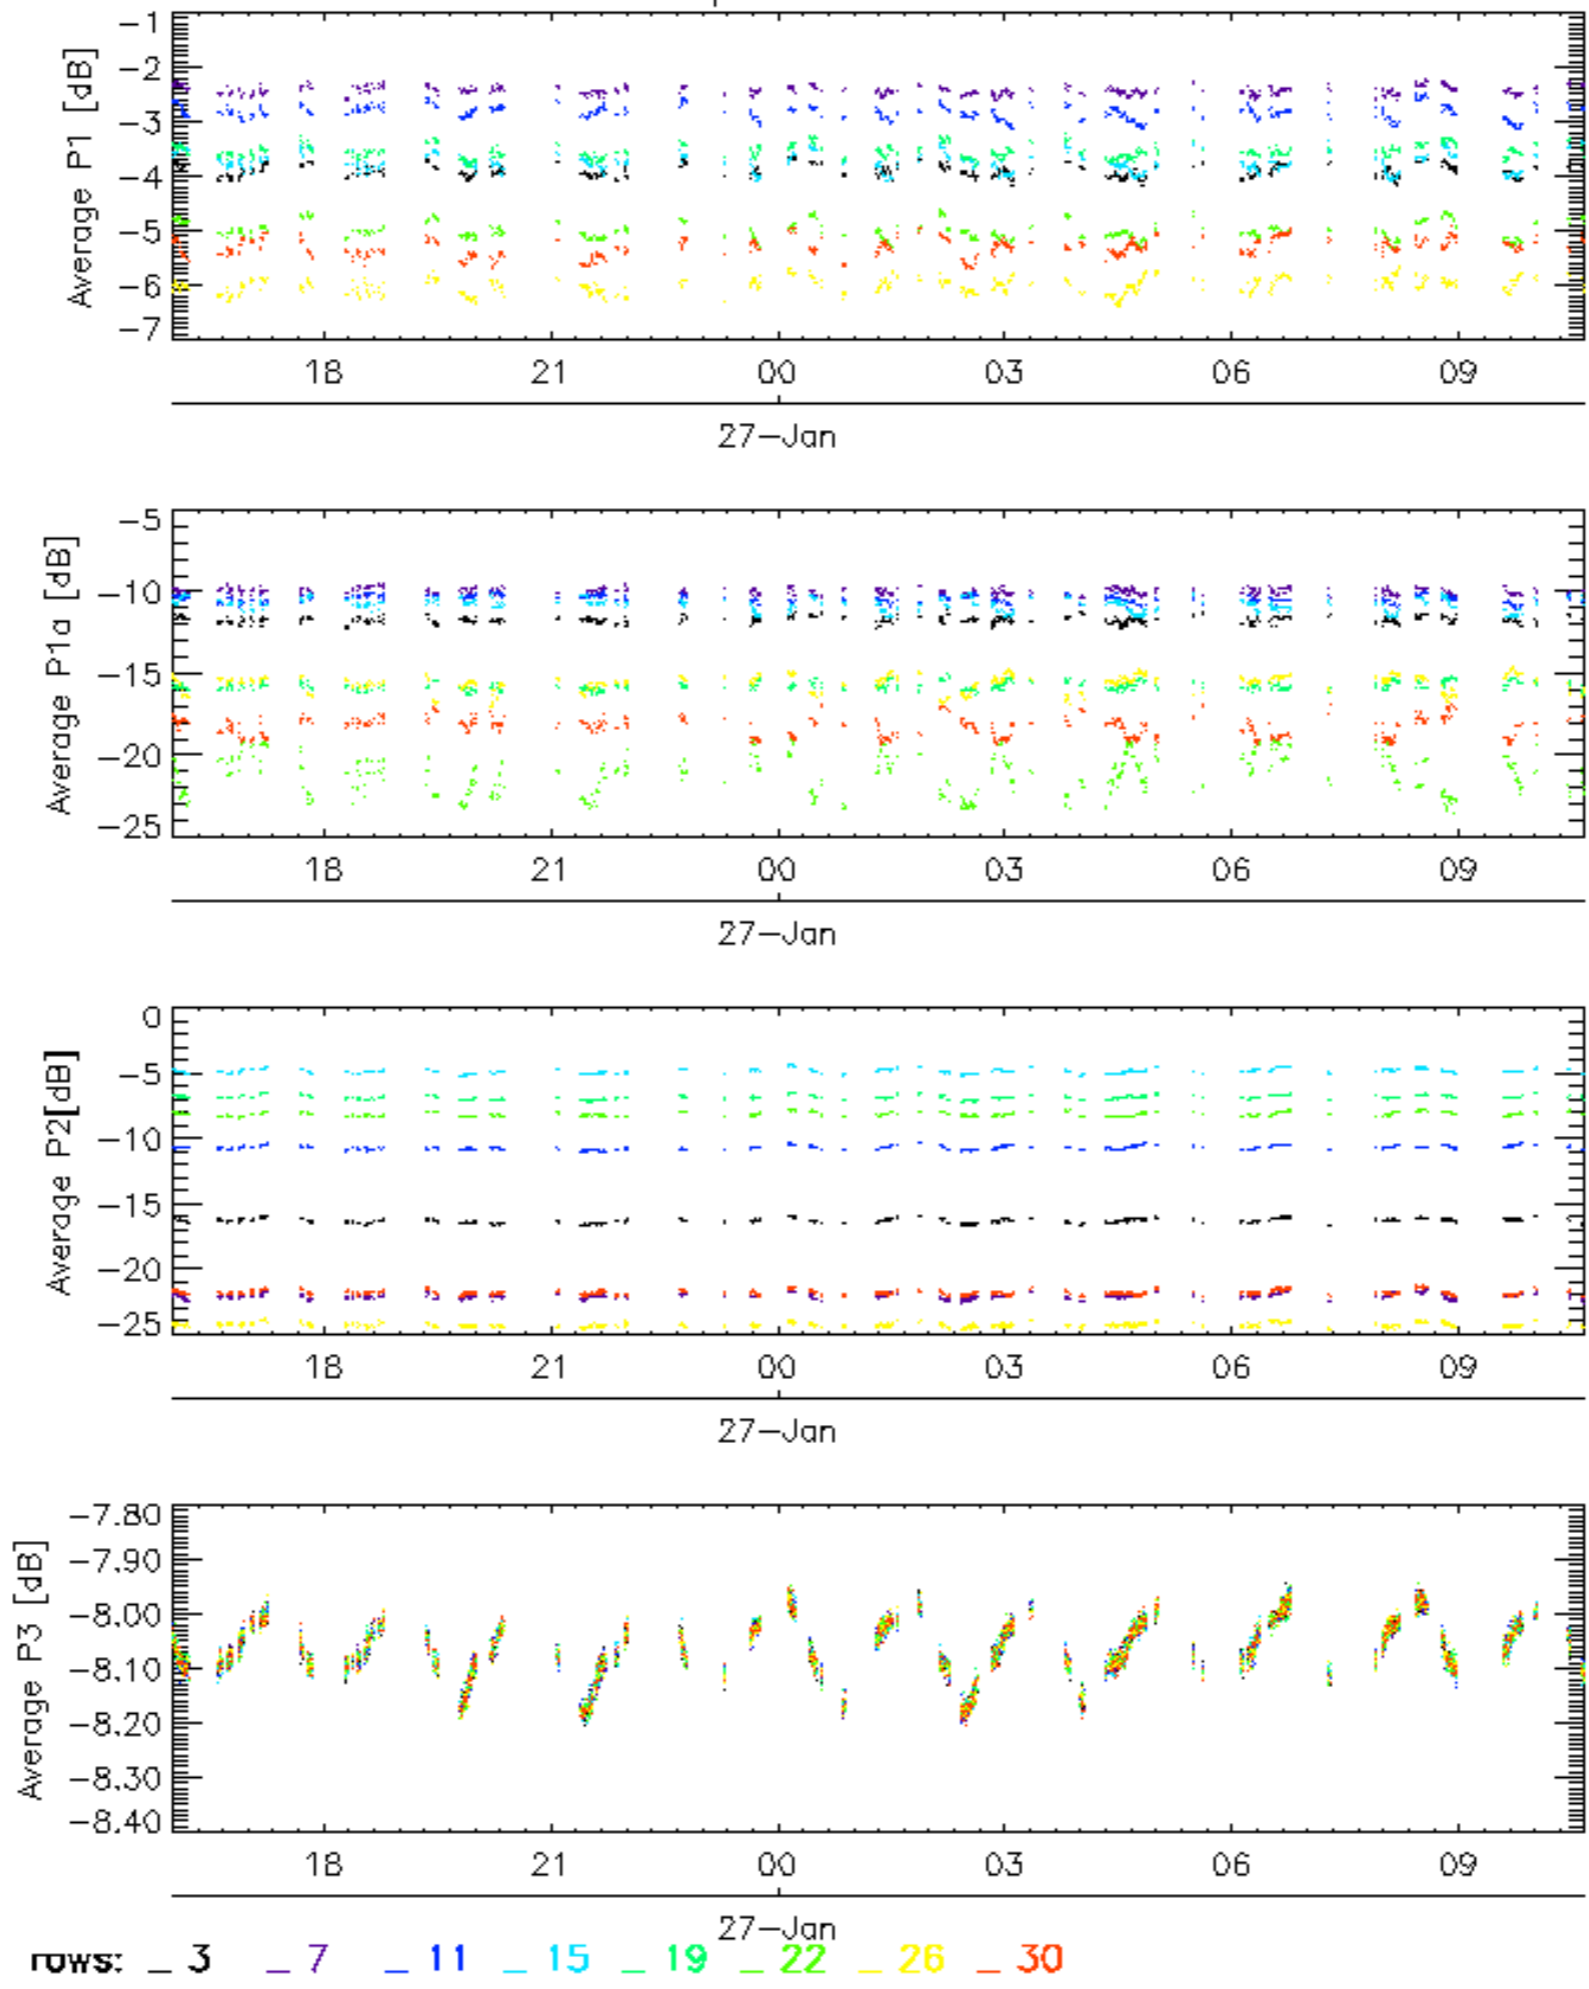 Average P1 [dB]
-1
-2
-3
-4
-5
-6
-7
18 21 00 03 06 09
27-Jan
Average P1a [dB]
-5
-10
-15
-20
-25
18 21 00 03 06 09
27-Jan
Average P2[dB]
0
-5
-10
-15
-20
-25
18 21 00 03 06 09
27-Jan
Average P3 [dB]
-7.80
-7.90
-8.00
-8.10
-8.20
-8.30
-8.40
18 21 00 03 06 09
27-Jan
rows: _ 3 _ 7 _ 11 _ 15 _ 19 _ 22 _ 26 _ 30